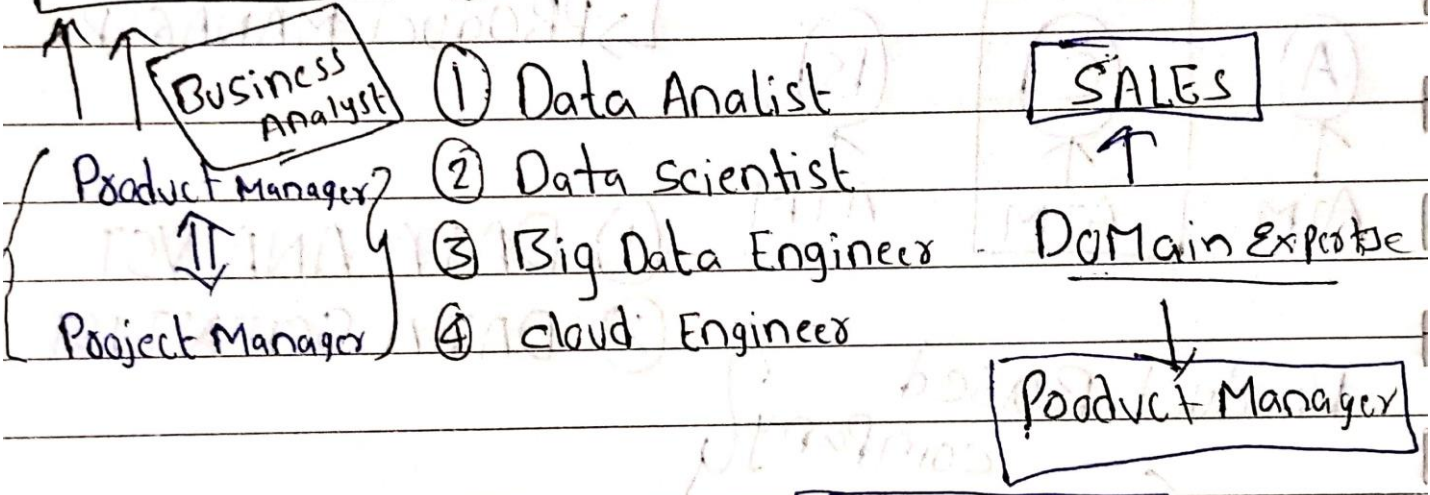 Business
Analyst
Product Manager
Project Manager
① Data Analist
② Data Scientist
③ Big Data Engineer
④ cloud Engineer
SALES
DoMain Expertise
Product Manager